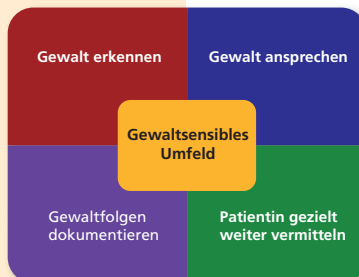 Gewalt erkennen
Gewalt ansprechen
Gewaltsensibles
Umfeld
Gewaltfolgen
dokumentieren
Patientin gezielt
weiter vermitteln